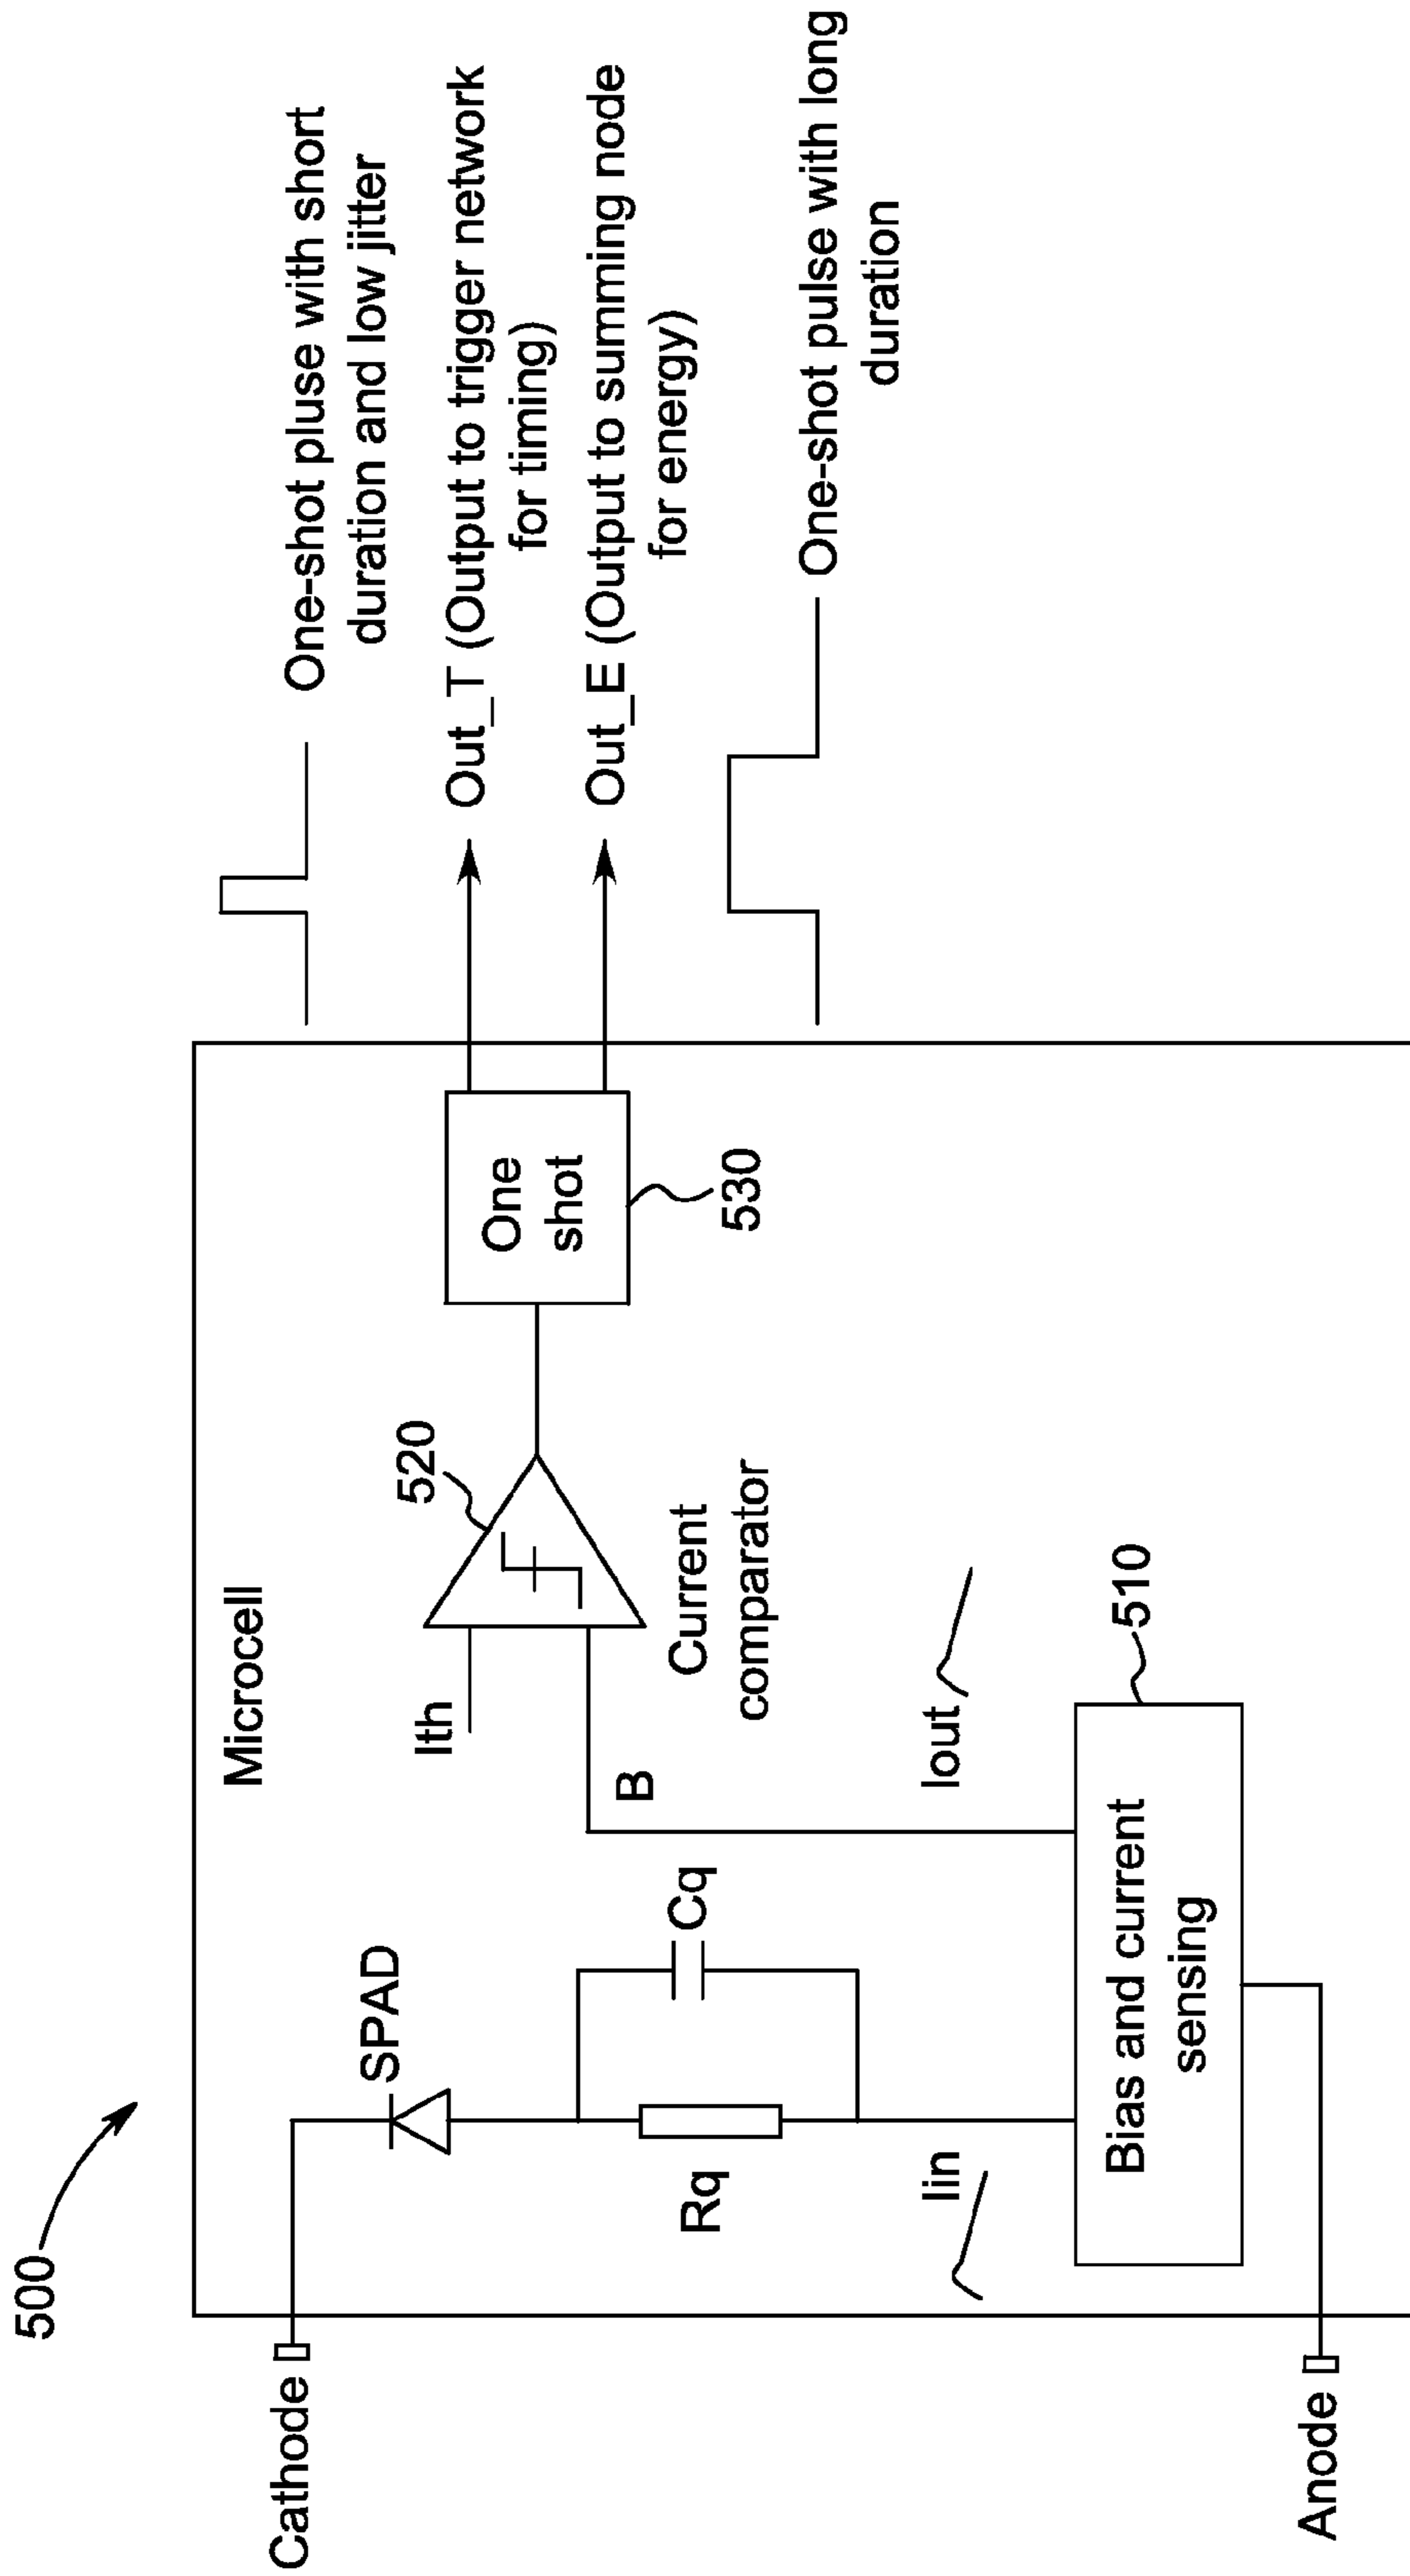 500
Microcell
Cathode
SPAD
Rq
Cq
Iin
Iout
B
Ith
520
Current
comparator
One
shot
530
Bias and current
sensing
510
Anode
One-shot pluse with short
duration and low jitter
Out_T (Output to trigger network
for timing)
Out_E (Output to summing node
for energy)
One-shot pulse with long
duration